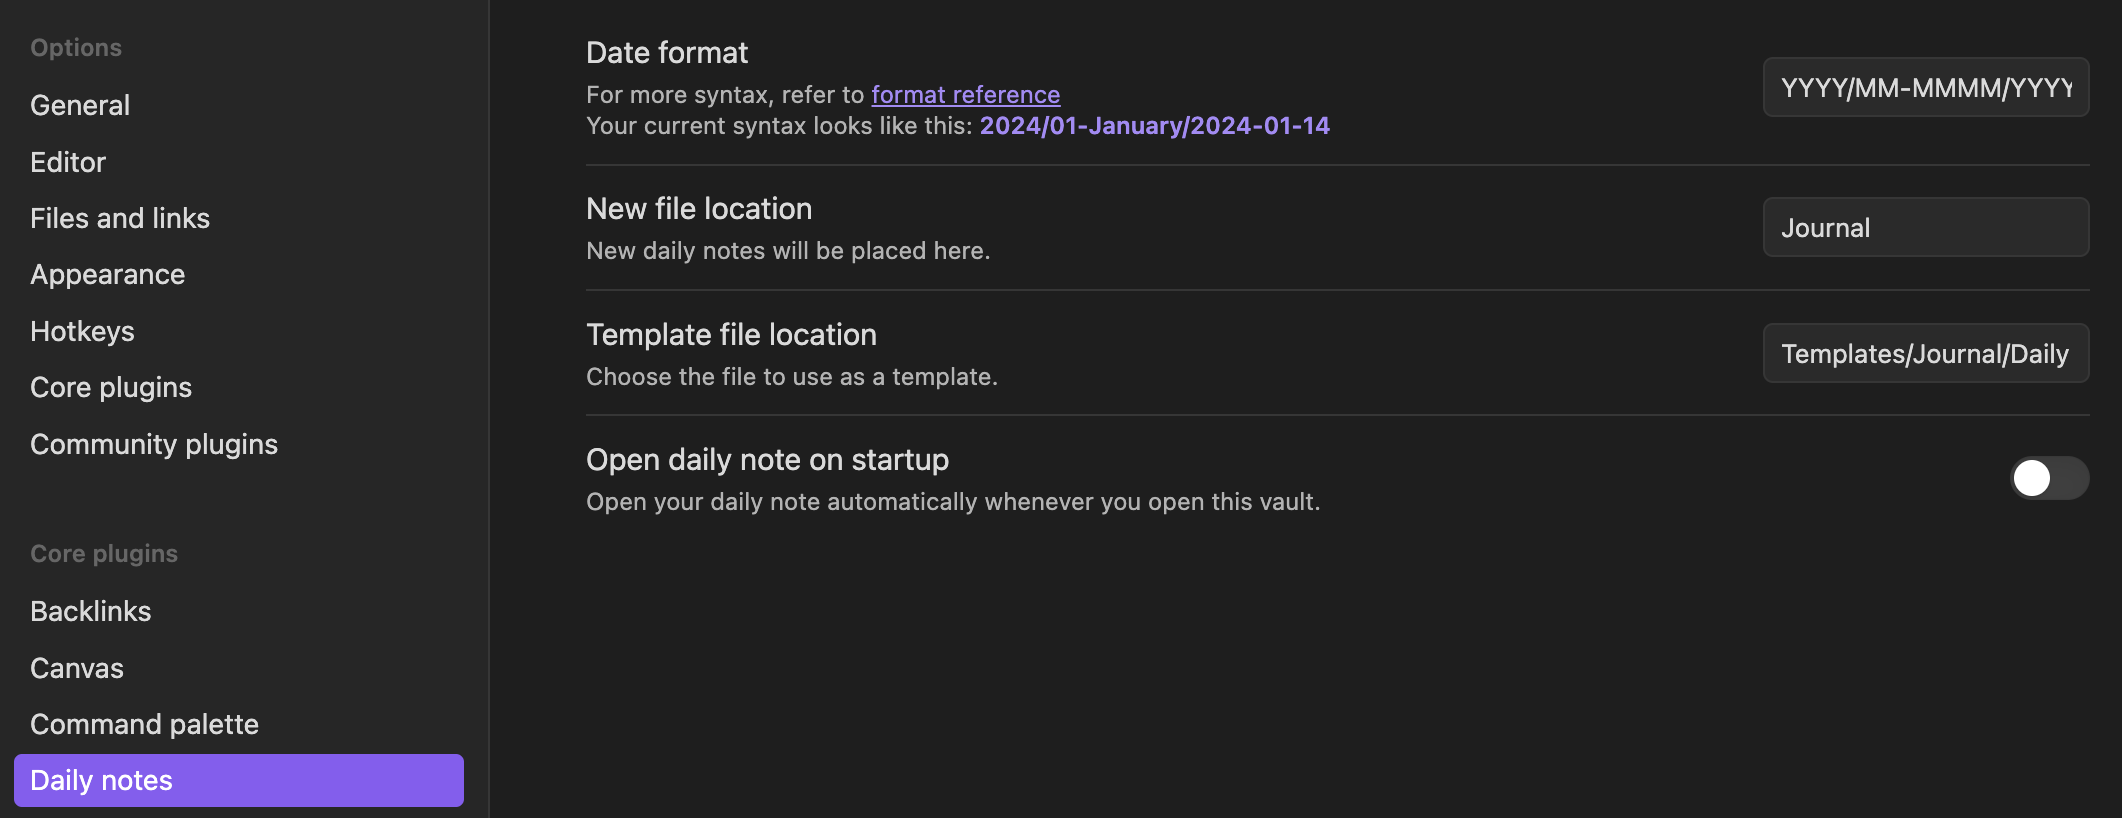 Options
General
Editor
Files and links
Appearance
Hotkeys
Core plugins
Community plugins
Core plugins
Backlinks
Canvas
Command palette
Daily notes
Date format
For more syntax, refer to format reference
Your current syntax looks like this: 2024/01-January/2024-01-14
YYYY/MM-MMMM/YYYY
New file location
New daily notes will be placed here.
Journal
Template file location
Choose the file to use as a template.
Templates/Journal/Daily
Open daily note on startup
Open your daily note automatically whenever you open this vault.